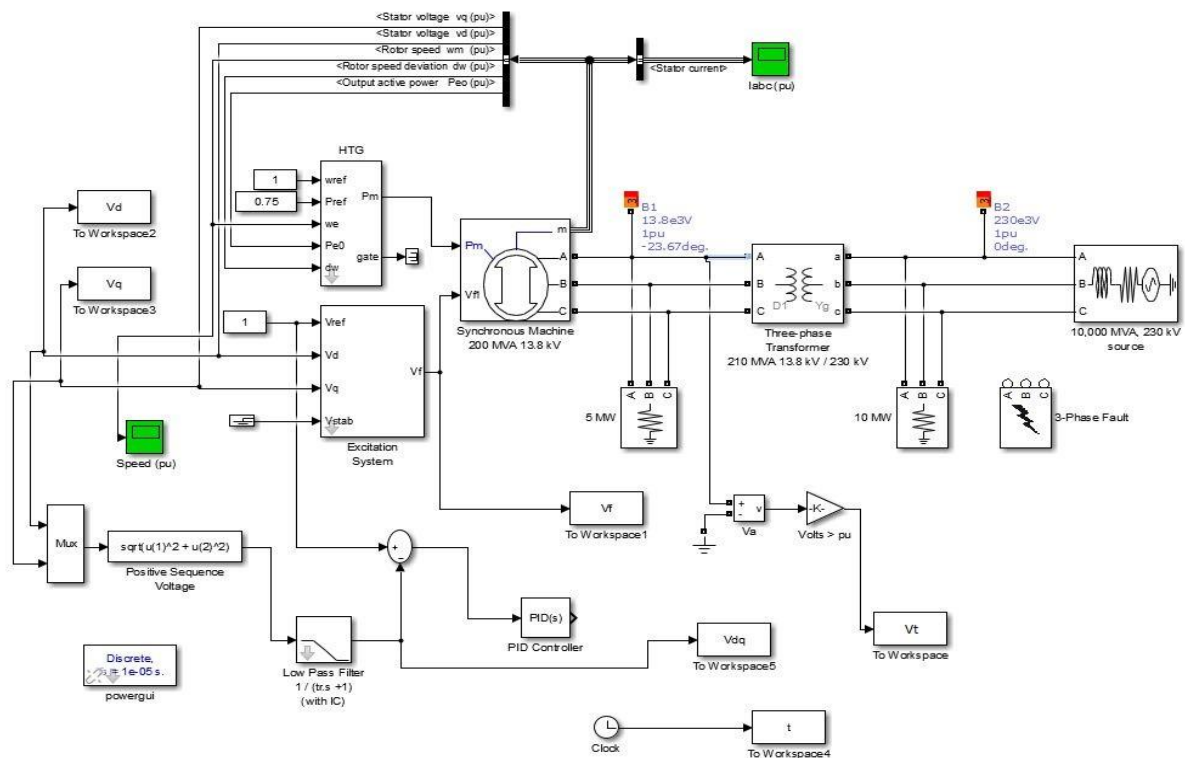 <Stator voltage vq (pu)>
<Stator voltage vd (pu)>
<Rotor speed wm (pu)>
<Rotor speed deviation dw (pu)>
<Output active power Peo (pu)>
<Stator current>
Iabc (pu)
HTG
1
wref
Pm
0.75
Pref
we
Pe0
gate
dw
Vd
To Workspace2
Vq
To Workspace3
m
Pm
A
B
Vf
C
Synchronous Machine
200 MVA 13.8 kV
3
B1
13.8e3V
1pu
-23.67deg.
3
B2
230e3V
1pu
0deg.
A
a
B
b
C
c
D1
Yg
Three-phase
Transformer
210 MVA 13.8 kV / 230 kV
A
B
C
10,000 MVA, 230 kV
source
1
Vref
Vd
Vf
Vq
Vstab
Excitation
System
A B C
5 MW
A B C
10 MW
A B C
3-Phase Fault
Speed (pu)
Vf
To Workspace1
+
-
v
Va
-K-
Volts > pu
Mux
sqrt(u(1)^2 + u(2)^2)
Positive Sequence
Voltage
+
−
PID(s)
PID Controller
Vdq
To Workspace5
Vt
To Workspace
Low Pass Filter
1 / (tr.s +1)
(with IC)
Discrete,
= 1e-05 s.
powergui
Clock
t
To Workspace4